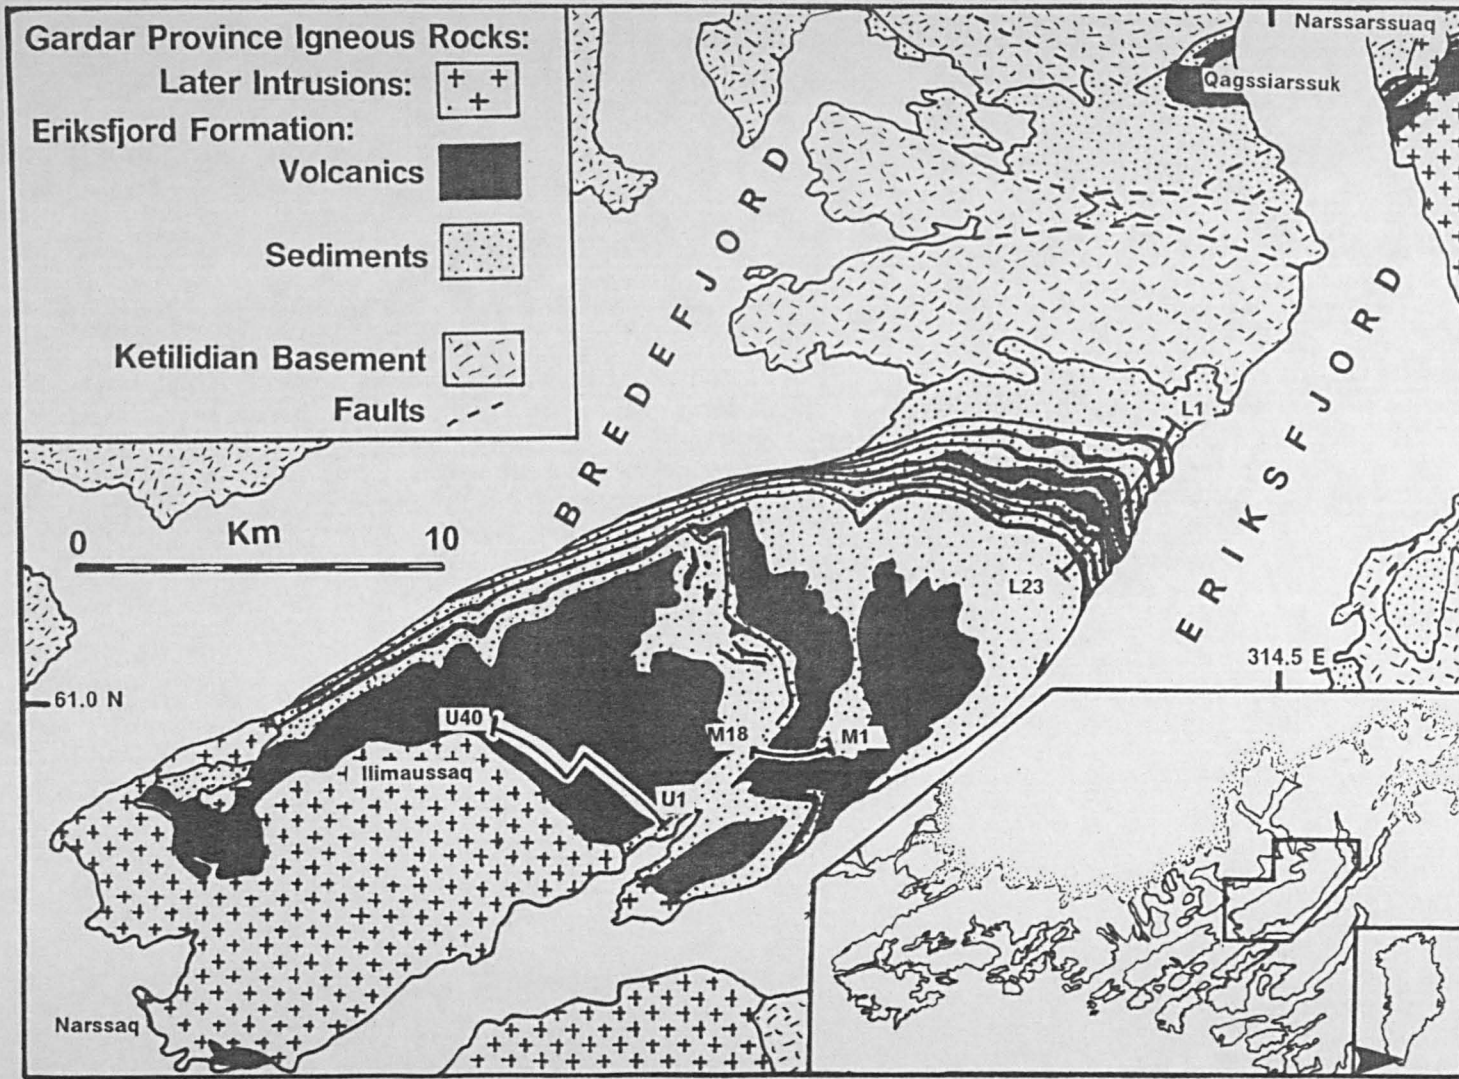 Gardar Province Igneous Rocks:
Later Intrusions:
Eriksfjord Formation:
Volcanics
Sediments
Ketilidian Basement
Faults
Narssarssuaq
Qagssiarssuk
BREDEFJORD
ERIKSFJORD
L1
0 Km 10
L23
314.5 E
61.0 N
U40
M18
M1
Ilimaussaq
U1
Narssaq